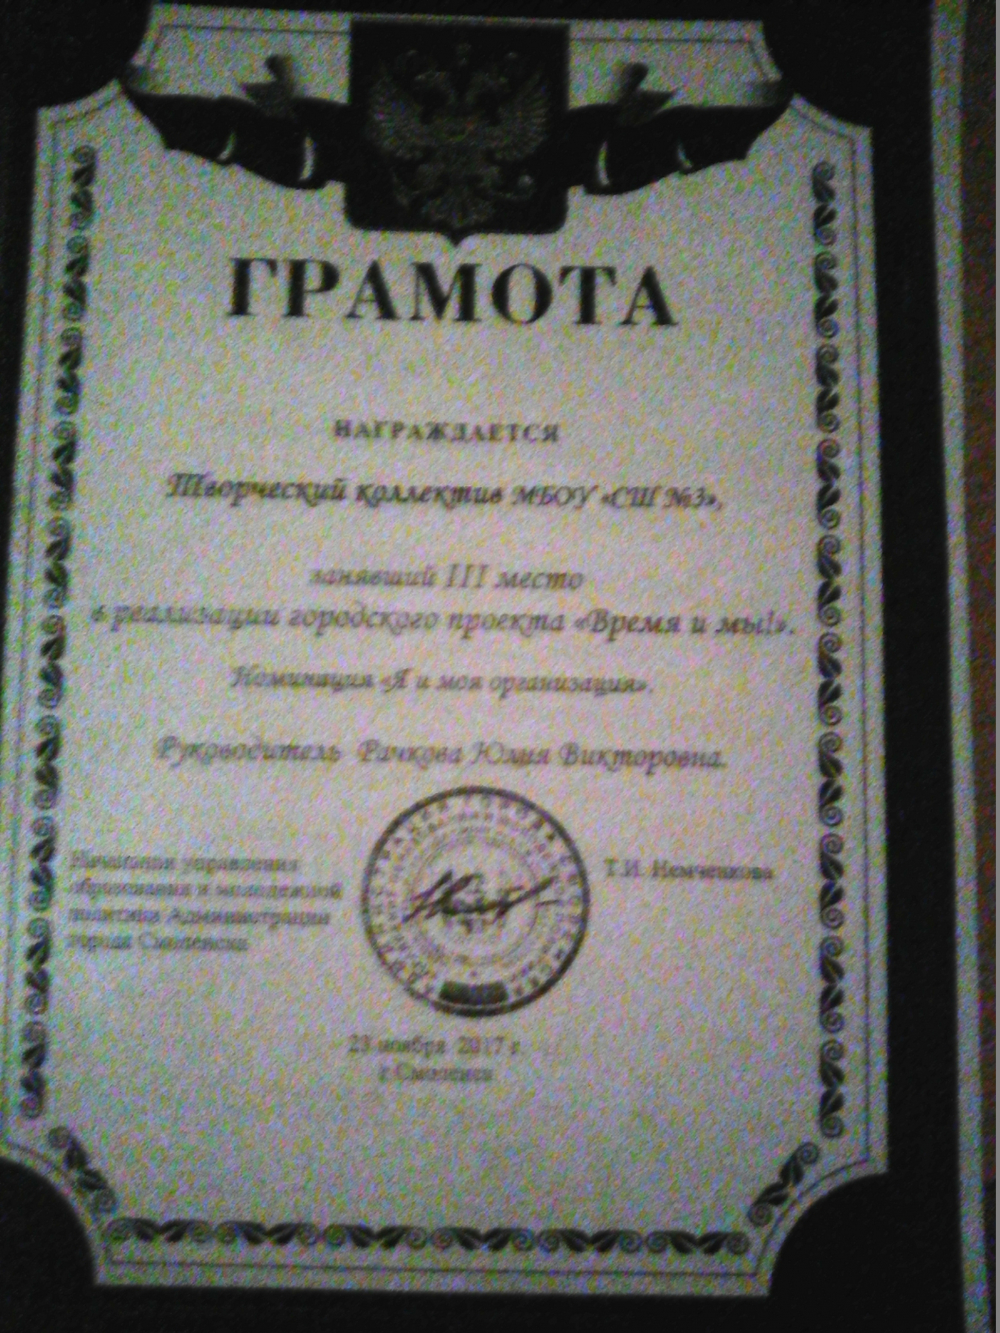 ГРАМОТА
НАГРАЖДАЕТСЯ
Творческий коллектив МБОУ «СШ №3»,
занявший III место
в реализации городского проекта «Время и мы!».
Номинация «Я и моя организация».
Руководитель Рачкова Юлия Викторовна.
Начальник управления
образования и молодежной
политики Администрации
города Смоленска
Т.И. Немченкова
23 ноября 2017 г.
г.Смоленск